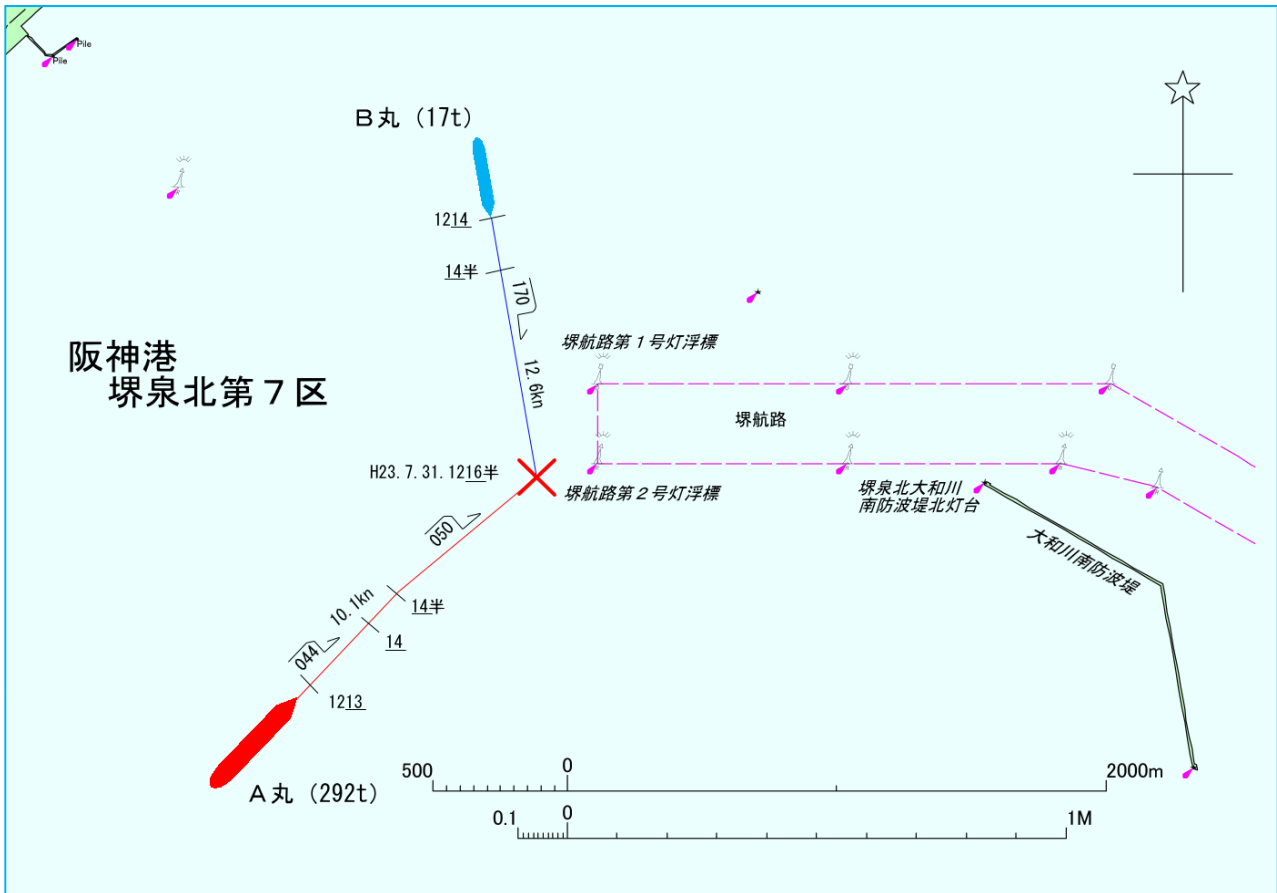 Pile
Pile
B丸 (17t)
1214
14半
170
12.6kn
阪神港
堺泉北第7区
堺航路第1号灯浮標
堺航路
H23.7.31.1216半
堺航路第2号灯浮標
堺泉北大和川
南防波堤北灯台
大和川南防波堤
050
14半
10.1kn
14
044
1213
A丸 (292t)
500 0 2000m
0.1 0 1M